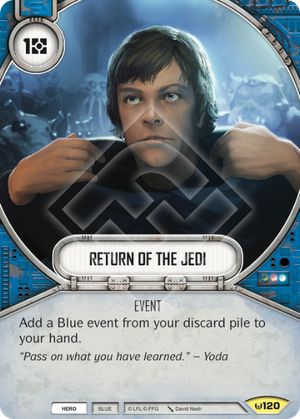 1
RETURN OF THE JEDI
EVENT
Add a Blue event from your discard pile to
your hand.
“Pass on what you have learned.” – Yoda
HERO
BLUE
© LFL © FFG
David Nash
120